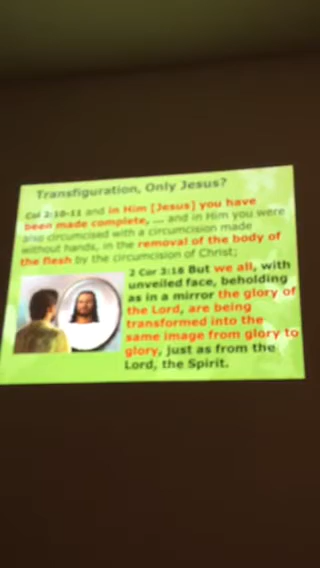 Transfiguration, Only Jesus?
Col 2:10-11 and in Him [Jesus] you have
been made complete, ... and in Him you were
also circumcised with a circumcision made
without hands, in the removal of the body of
the flesh by the circumcision of Christ;
2 Cor 3:18 But we all, with
unveiled face, beholding
as in a mirror the glory of
the Lord, are being
transformed into the
same image from glory to
glory, just as from the
Lord, the Spirit.